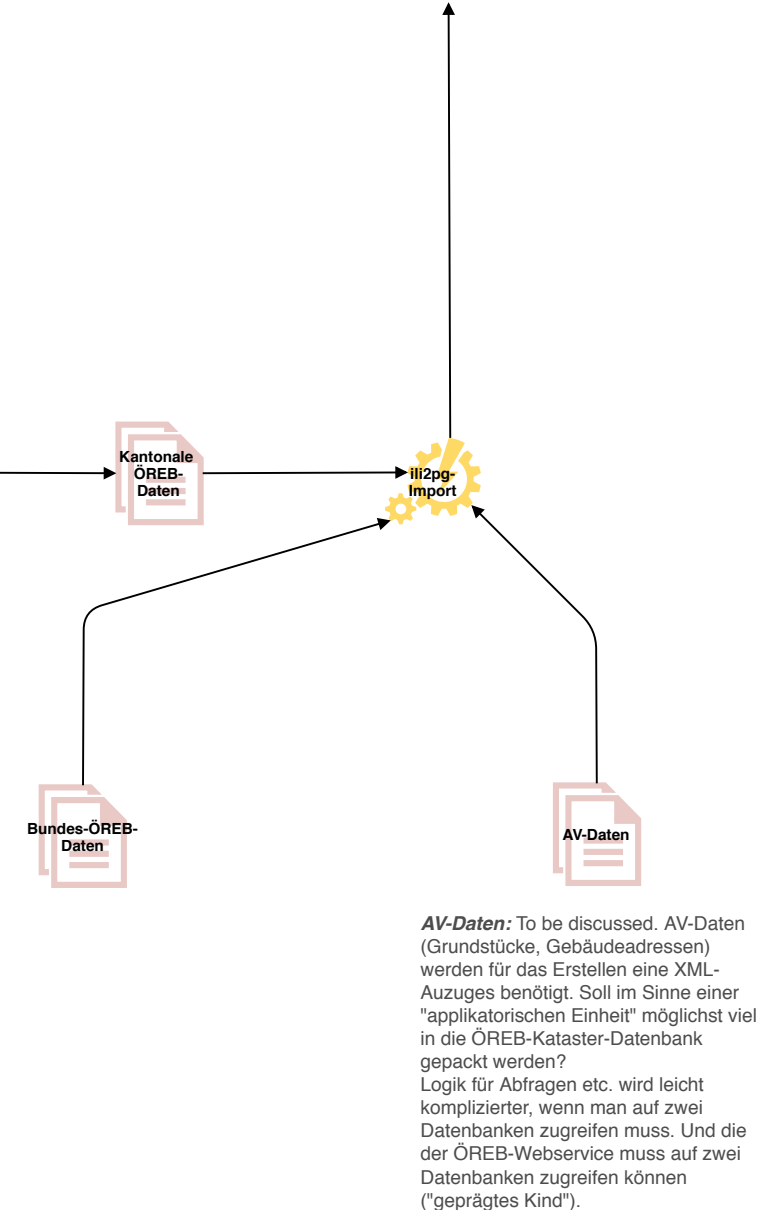 Kantonale
ÖREB-
Daten
ili2pg-
Import
Bundes-ÖREB-
Daten
AV-Daten
AV-Daten: To be discussed. AV-Daten
(Grundstücke, Gebäudeadressen)
werden für das Erstellen eine XML-
Auzuges benötigt. Soll im Sinne einer
"applikatorischen Einheit" möglichst viel
in die ÖREB-Kataster-Datenbank
gepackt werden?
Logik für Abfragen etc. wird leicht
komplizierter, wenn man auf zwei
Datenbanken zugreifen muss. Und die
der ÖREB-Webservice muss auf zwei
Datenbanken zugreifen können
("geprägtes Kind").